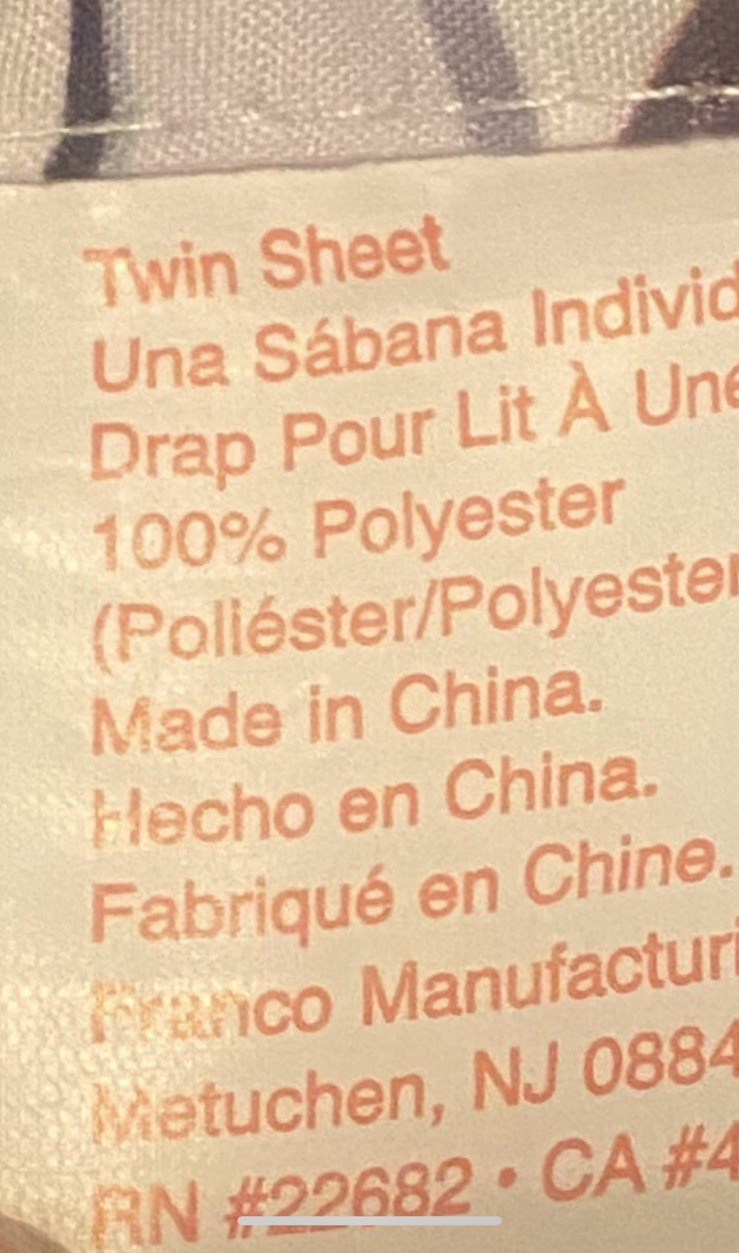 Twin Sheet
Una Sábana Individ
Drap Pour Lit À Une
100% Polyester
(Poliéster/Polyester
Made in China.
Hecho en China.
Fabriqué en Chine.
Franco Manufacturi
Metuchen, NJ 0884
RN #22682 • CA #4